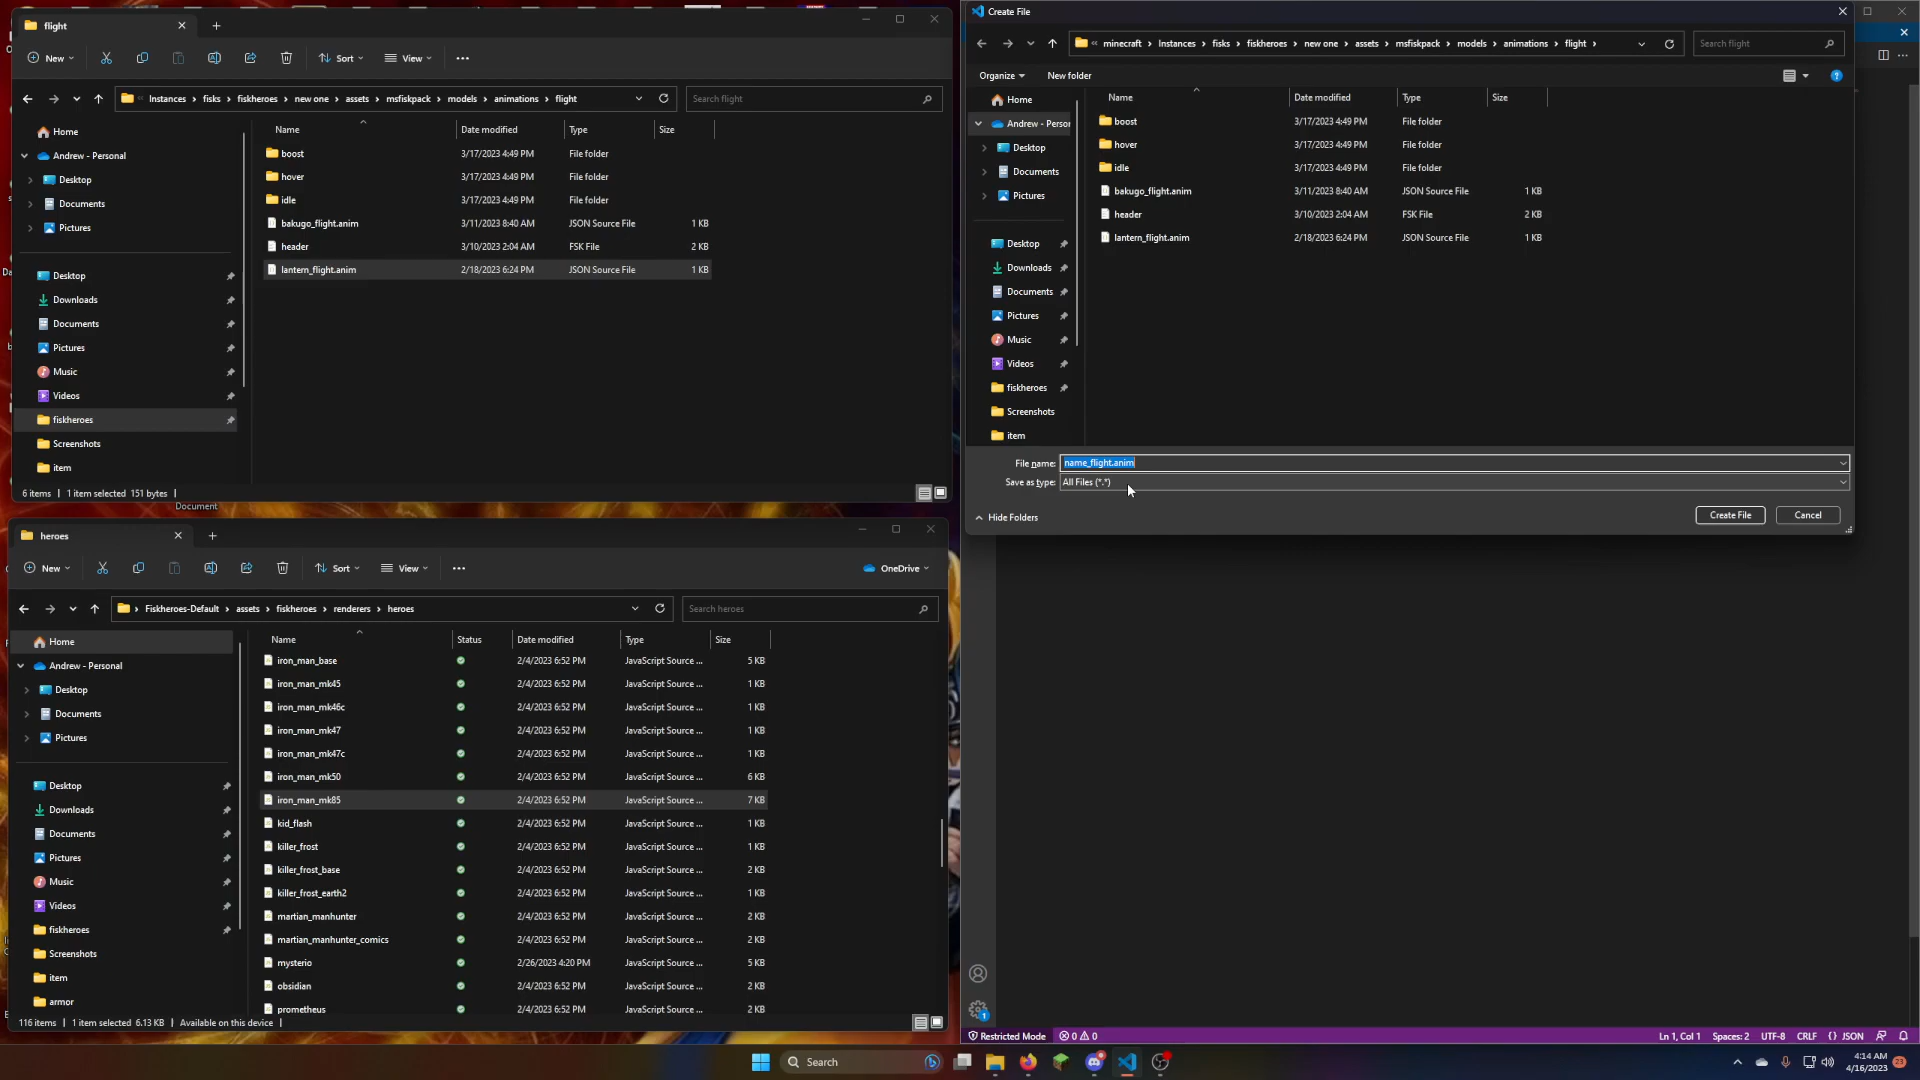 flight
New
Sort
View
Instances > fisks > fiskheroes > new one > assets > msfiskpack > models > animations > flight >
Search flight
Home
Andrew - Personal
Desktop
Documents
Pictures
Desktop
Downloads
Documents
Pictures
Music
Videos
fiskheroes
Screenshots
item
Name Date modified Type Size
boost 3/17/2023 4:49 PM File folder
hover 3/17/2023 4:49 PM File folder
idle 3/17/2023 4:49 PM File folder
bakugo_flight.anim 3/11/2023 8:40 AM JSON Source File 1 KB
header 3/10/2023 2:04 AM FSK File 2 KB
lantern_flight.anim 2/18/2023 6:24 PM JSON Source File 1 KB
6 items | 1 item selected 151 bytes |
Document
heroes
New
Sort
View
OneDrive
Fiskheroes-Default > assets > fiskheroes > renderers > heroes
Search heroes
Home
Andrew - Personal
Desktop
Documents
Pictures
Desktop
Downloads
Documents
Pictures
Music
Videos
fiskheroes
Screenshots
item
armor
Name Status Date modified Type Size
iron_man_base 2/4/2023 6:52 PM JavaScript Source ... 5 KB
iron_man_mk45 2/4/2023 6:52 PM JavaScript Source ... 1 KB
iron_man_mk46c 2/4/2023 6:52 PM JavaScript Source ... 1 KB
iron_man_mk47 2/4/2023 6:52 PM JavaScript Source ... 1 KB
iron_man_mk47c 2/4/2023 6:52 PM JavaScript Source ... 1 KB
iron_man_mk50 2/4/2023 6:52 PM JavaScript Source ... 6 KB
iron_man_mk85 2/4/2023 6:52 PM JavaScript Source ... 7 KB
kid_flash 2/4/2023 6:52 PM JavaScript Source ... 1 KB
killer_frost 2/4/2023 6:52 PM JavaScript Source ... 1 KB
killer_frost_base 2/4/2023 6:52 PM JavaScript Source ... 2 KB
killer_frost_earth2 2/4/2023 6:52 PM JavaScript Source ... 1 KB
martian_manhunter 2/4/2023 6:52 PM JavaScript Source ... 2 KB
martian_manhunter_comics 2/4/2023 6:52 PM JavaScript Source ... 2 KB
mysterio 2/26/2023 4:20 PM JavaScript Source ... 5 KB
obsidian 2/4/2023 6:52 PM JavaScript Source ... 2 KB
prometheus 2/4/2023 6:52 PM JavaScript Source ... 2 KB
116 items | 1 item selected 6.13 KB | Available on this device |
Create File
minecraft > Instances > fisks > fiskheroes > new one > assets > msfiskpack > models > animations > flight >
Search flight
Organize New folder
Home
Andrew - Perso
Desktop
Documents
Pictures
Desktop
Downloads
Documents
Pictures
Music
Videos
fiskheroes
Screenshots
item
Name Date modified Type Size
boost 3/17/2023 4:49 PM File folder
hover 3/17/2023 4:49 PM File folder
idle 3/17/2023 4:49 PM File folder
bakugo_flight.anim 3/11/2023 8:40 AM JSON Source File 1 KB
header 3/10/2023 2:04 AM FSK File 2 KB
lantern_flight.anim 2/18/2023 6:24 PM JSON Source File 1 KB
File name: name_flight.anim
Save as type: All Files (*.*)
Hide Folders
Create File Cancel
Restricted Mode 0 0 Ln 1, Col 1 Spaces: 2 UTF-8 CRLF {} JSON
Search
4:14 AM
4/16/2023
23